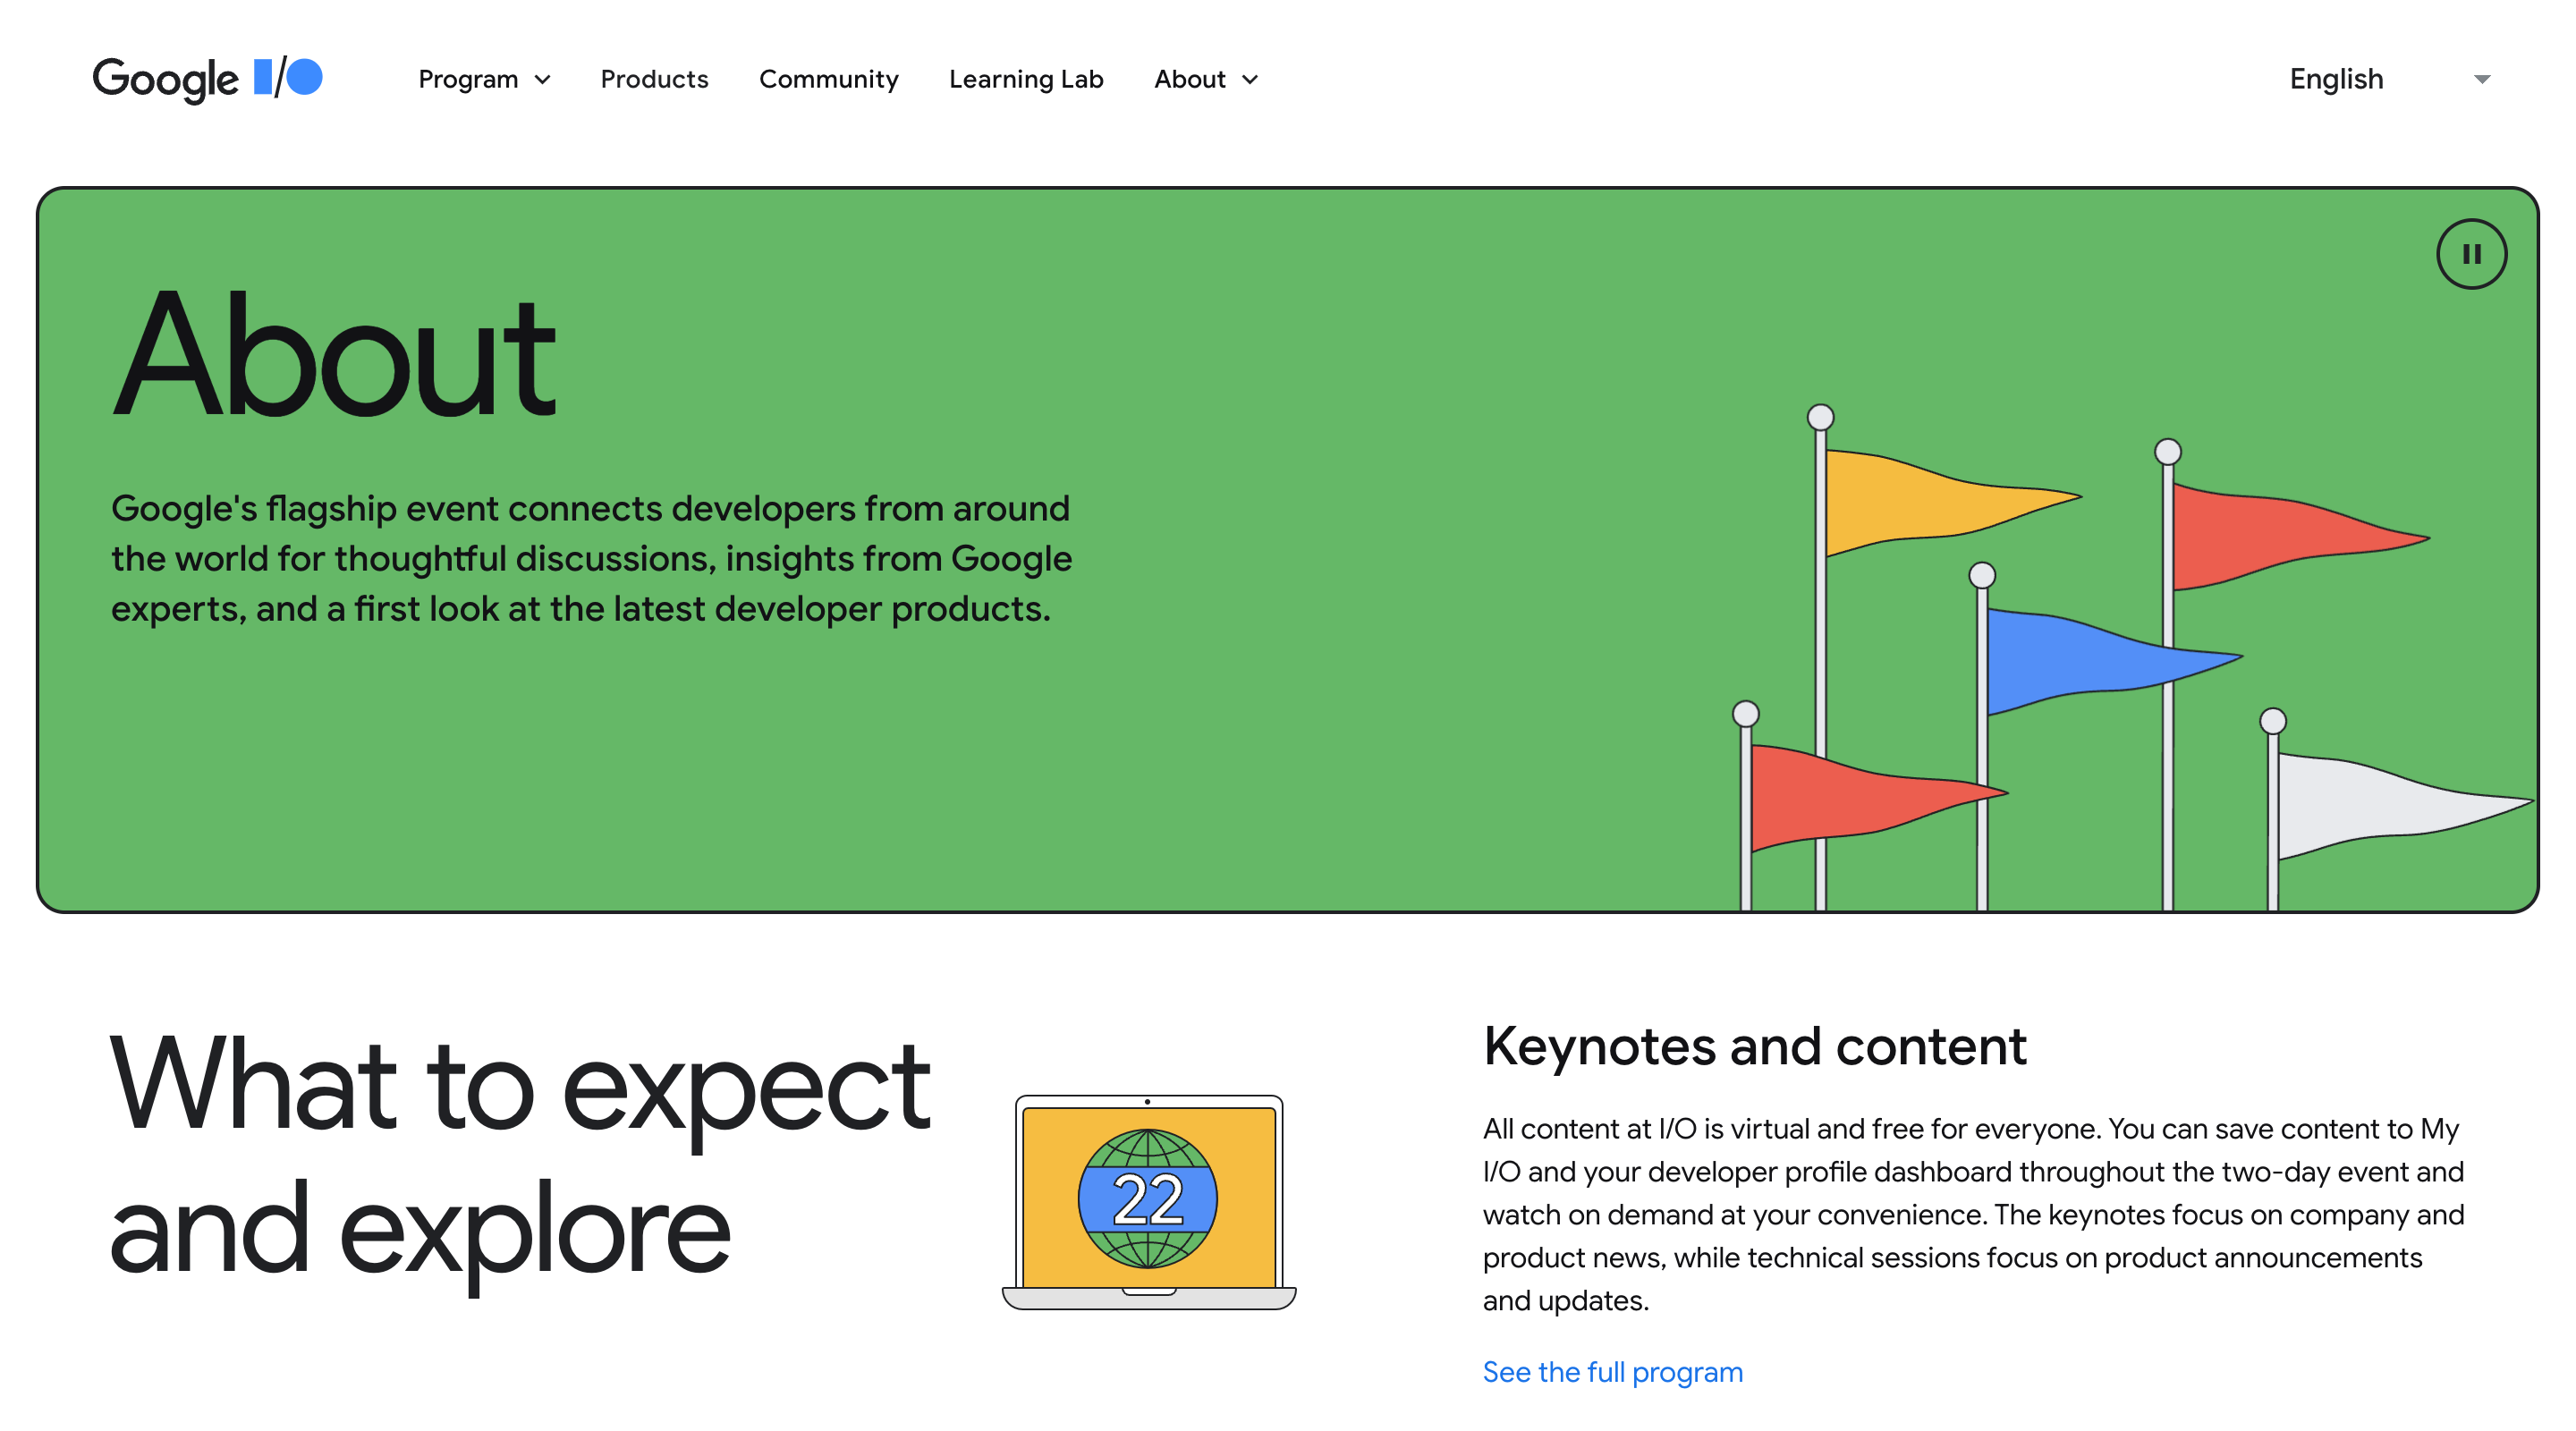 Google I/O
Program
Products
Community
Learning Lab
About
English
About
Google's flagship event connects developers from around
the world for thoughtful discussions, insights from Google
experts, and a first look at the latest developer products.
What to expect
and explore
22
Keynotes and content
All content at I/O is virtual and free for everyone. You can save content to My
I/O and your developer profile dashboard throughout the two-day event and
watch on demand at your convenience. The keynotes focus on company and
product news, while technical sessions focus on product announcements
and updates.
See the full program